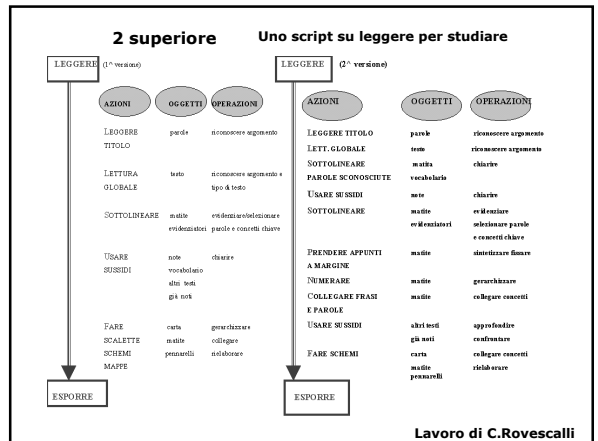 2 superiore
Uno script su leggere per studiare
LEGGERE (1^ versione)
AZIONI OGGETTI OPERAZIONI
LEGGERE parole riconoscere argomento
TITOLO
LETTURA testo riconoscere argomento e
GLOBALE tipo di testo
SOTTOLINEARE matite evidenziare/selezionare
evidenziatori parole e concetti chiave
USARE note chiarire
SUSSIDI vocabolario
altri testi
già noti
FARE carta gerarchizzare
SCALETTE matite collegare
SCHEMI pennarelli rielaborare
MAPPE
ESPORRE
LEGGERE (2^ versione)
AZIONI OGGETTI OPERAZIONI
LEGGERE TITOLO parole riconoscere argomento
LETT. GLOBALE testo riconoscere argomento
SOTTOLINEARE matita chiarire
PAROLE SCONOSCIUTE vocabolario
USARE SUSSIDI note chiarire
SOTTOLINEARE matite evidenziare
evidenziatori selezionare parole
e concetti chiave
PRENDERE APPUNTI matite sintetizzare fissare
A MARGINE
NUMERARE matite gerarchizzare
COLLEGARE FRASI matite collegare concetti
E PAROLE
USARE SUSSIDI altri testi approfondire
già noti confrontare
FARE SCHEMI carta collegare concetti
matite rielaborare
pennarelli
ESPORRE
Lavoro di C.Rovescalli